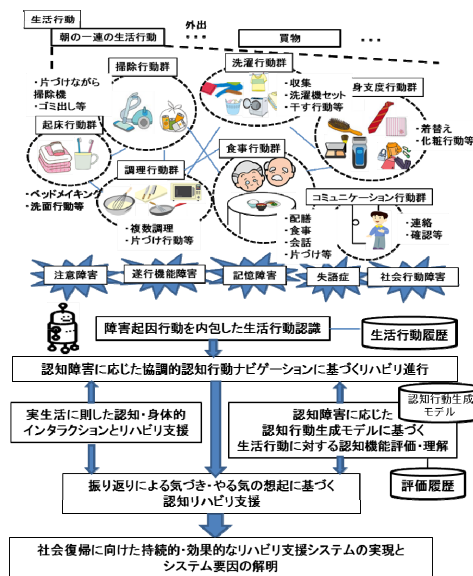 生活行動
外出
朝の一連の生活行動
買物
・・・
・・・
掃除行動群
・片づけながら
掃除機
・ゴミ出し等
洗濯行動群
・収集
・洗濯機セット
・干す行動等
身支度行動群
・着替え
・化粧行動等
起床行動群
・ベッドメイキング
・洗面行動等
調理行動群
・複数調理
・片づけ行動等
食事行動群
・配膳
・食事
・会話
・片づけ等
コミュニケーション行動群
・連絡
・確認等
注意障害
遂行機能障害
記憶障害
失語症
社会行動障害
障害起因行動を内包した生活行動認識
生活行動履歴
認知障害に応じた協調的認知行動ナビゲーションに基づくリハビリ進行
実生活に則した認知・身体的
インタラクションとリハビリ支援
認知障害に応じた
認知行動生成モデルに基づく
生活行動に対する認知機能評価・理解
認知行動生成
モデル
評価履歴
振り返りによる気づき・やる気の想起に基づく
認知リハビリ支援
社会復帰に向けた持続的・効果的なリハビリ支援システムの実現と
システム要因の解明